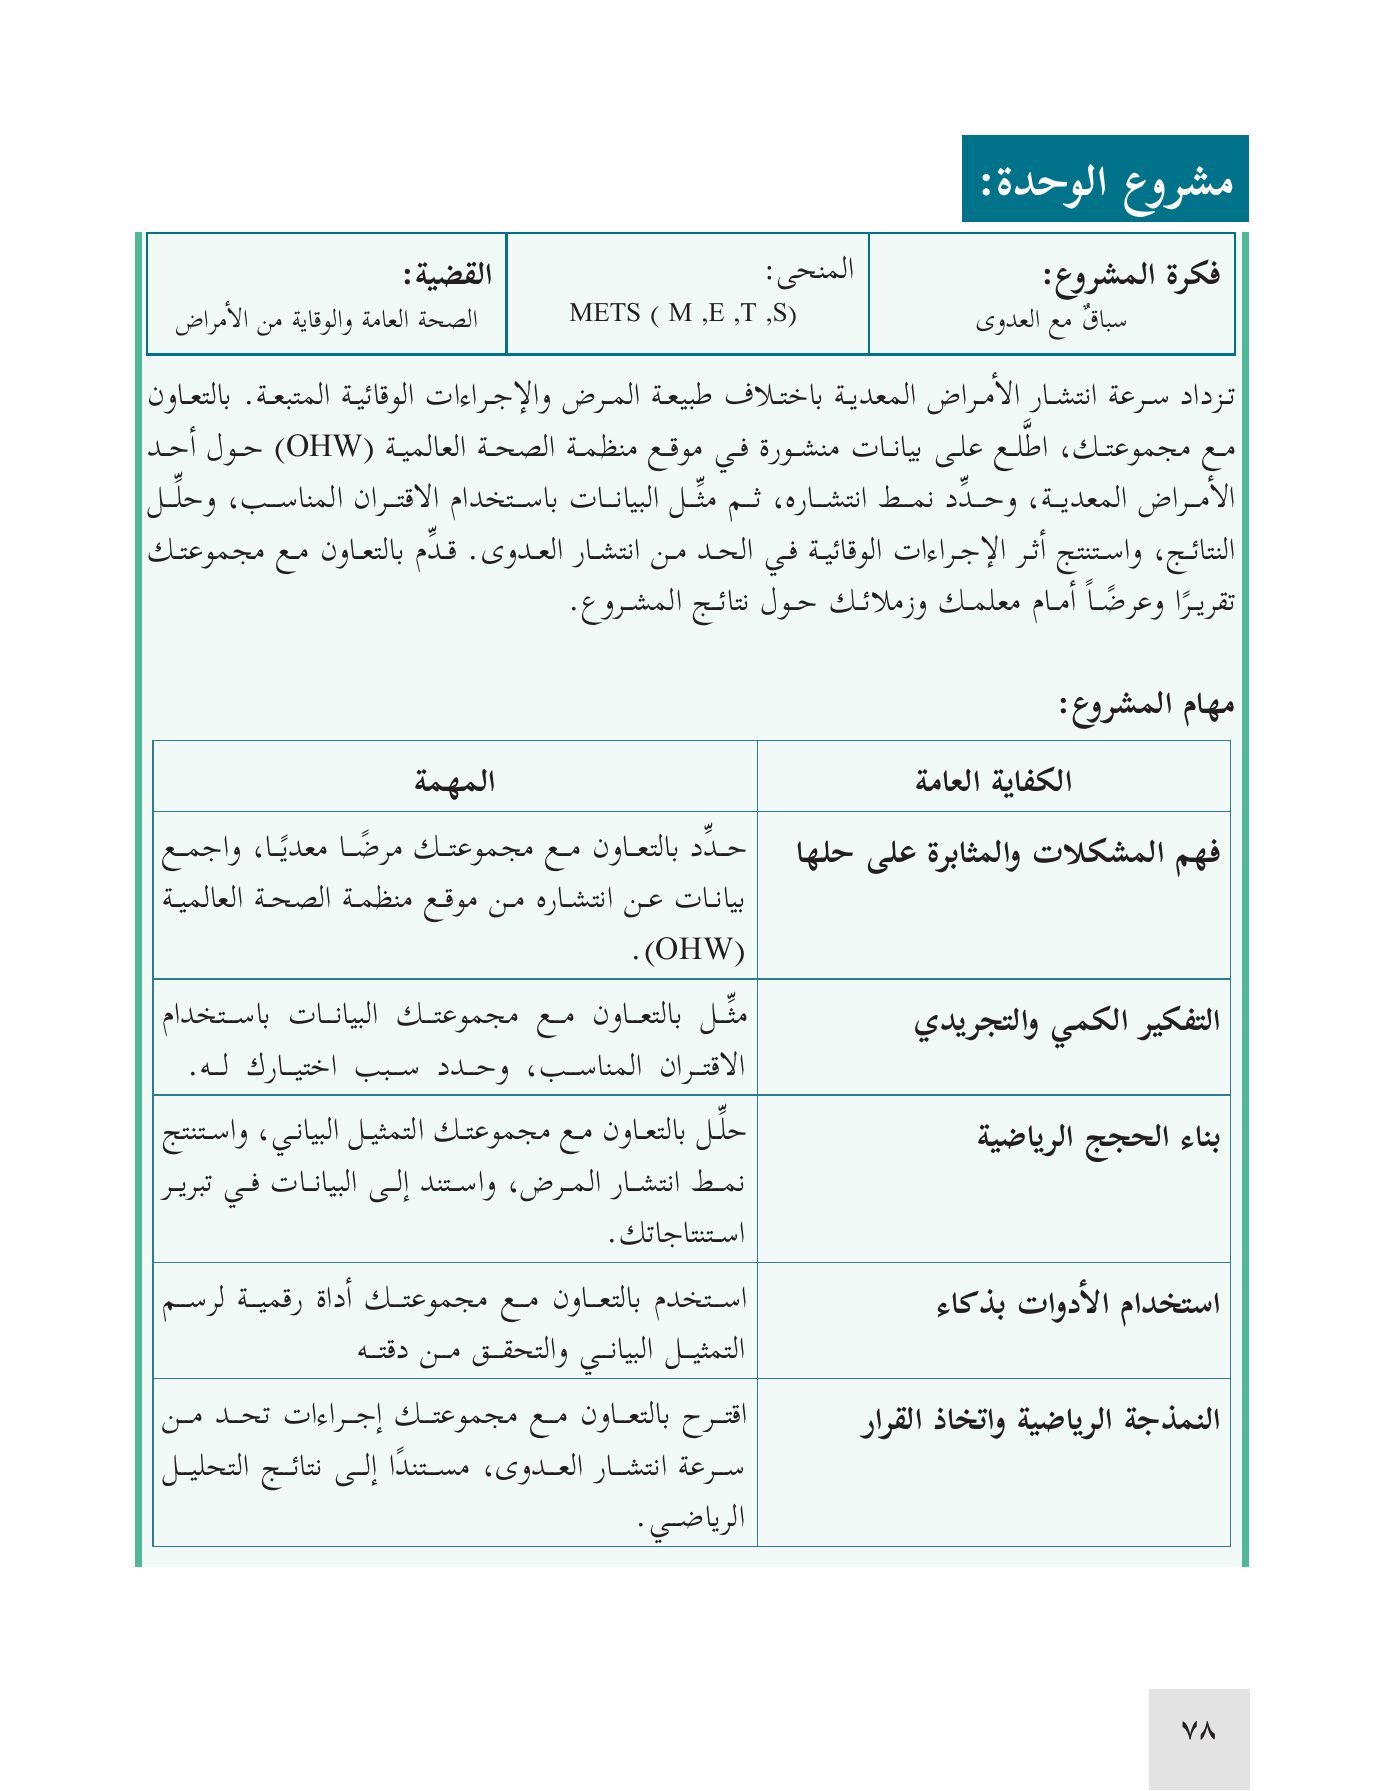 مشروع الوحدة:
فكرة المشروع:
سباقٌ مع العدوى
المنحى:
METS ( M ,E ,T ,S)
القضية:
الصحة العامة والوقاية من الأمراض
تزداد سرعة انتشار الأمراض المعدية باختلاف طبيعة المرض والإجراءات الوقائية المتبعة. بالتعاون
مع مجموعتك، اطَّلع على بيانات منشورة في موقع منظمة الصحة العالمية (OHW) حول أحد
الأمراض المعدية، وحدِّد نمط انتشاره، ثم مثِّل البيانات باستخدام الاقتران المناسب، وحلِّل
النتائج، واستنتج أثر الإجراءات الوقائية في الحد من انتشار العدوى. قدِّم بالتعاون مع مجموعتك
تقريرًا وعرضًاً أمام معلمك وزملائك حول نتائج المشروع.
مهام المشروع:
الكفاية العامة
المهمة
فهم المشكلات والمثابرة على حلها
حدِّد بالتعاون مع مجموعتك مرضًا معديًا، واجمع
بيانات عن انتشاره من موقع منظمة الصحة العالمية
(OHW).
التفكير الكمي والتجريدي
مثِّل بالتعاون مع مجموعتك البيانات باستخدام
الاقتران المناسب، وحدد سبب اختيارك له.
بناء الحجج الرياضية
حلِّل بالتعاون مع مجموعتك التمثيل البياني، واستنتج
نمط انتشار المرض، واستند إلى البيانات في تبرير
استنتاجاتك.
استخدام الأدوات بذكاء
استخدم بالتعاون مع مجموعتك أداة رقمية لرسم
التمثيل البياني والتحقق من دقته
النمذجة الرياضية واتخاذ القرار
اقترح بالتعاون مع مجموعتك إجراءات تحد من
سرعة انتشار العدوى، مستندًا إلى نتائج التحليل
الرياضي.
٧٨